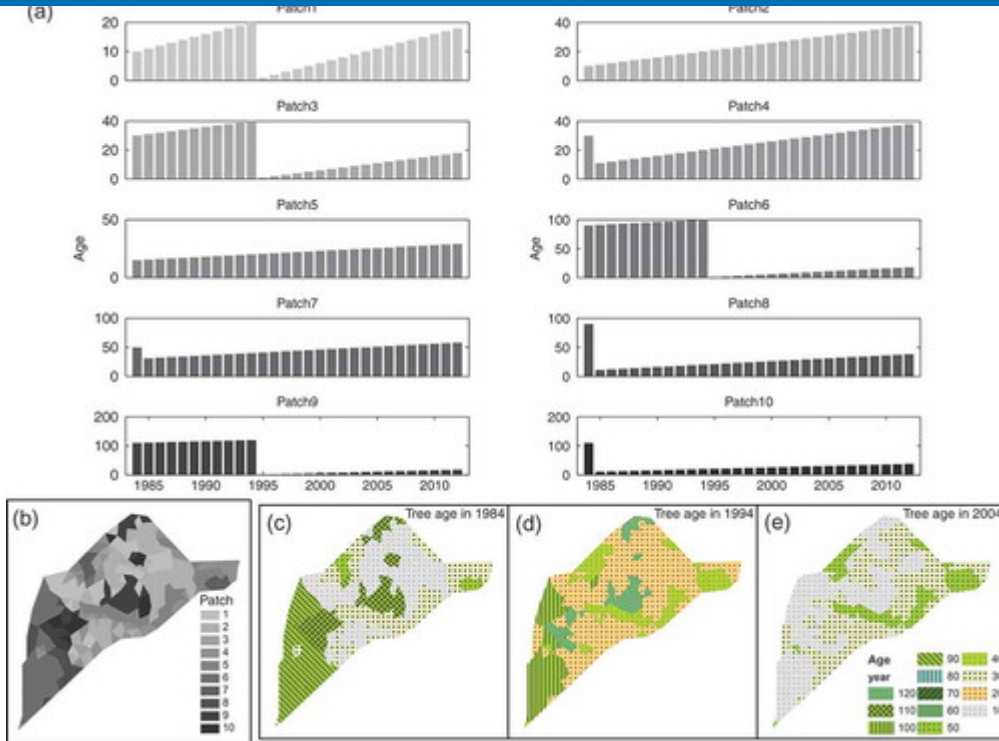 (a)
Patch1
Patch2
20
10
0
40
20
0
Patch3
Patch4
40
20
0
40
20
0
Patch5
Patch6
50
0
100
50
0
Age
Age
Patch7
Patch8
100
50
0
100
50
0
Patch9
Patch10
200
100
0
200
100
0
1985 1990 1995 2000 2005 2010
1985 1990 1995 2000 2005 2010
(b)
Patch
1
2
3
4
5
6
7
8
9
10
(c)
Tree age in 1984
(d)
Tree age in 1994
(e)
Tree age in 2004
Age
year
120
110
100
90
80
70
60
50